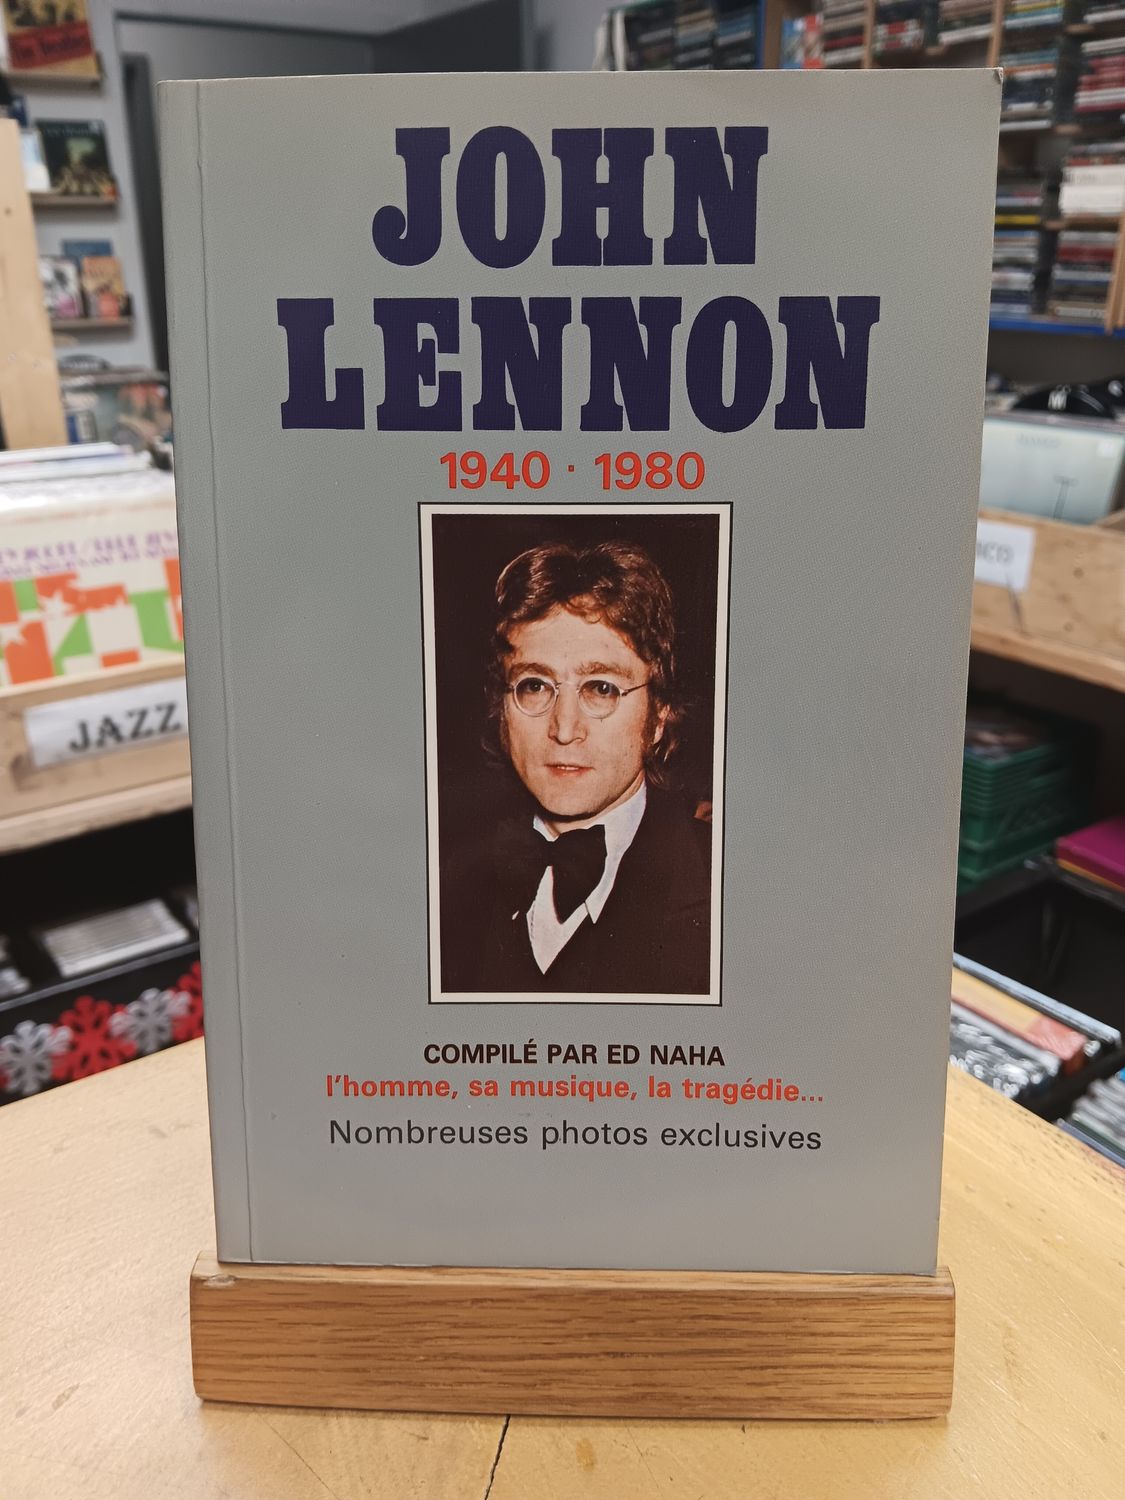 JOHN
LENNON
1940 · 1980
COMPILÉ PAR ED NAHA
l'homme, sa musique, la tragédie...
Nombreuses photos exclusives
JAZZ